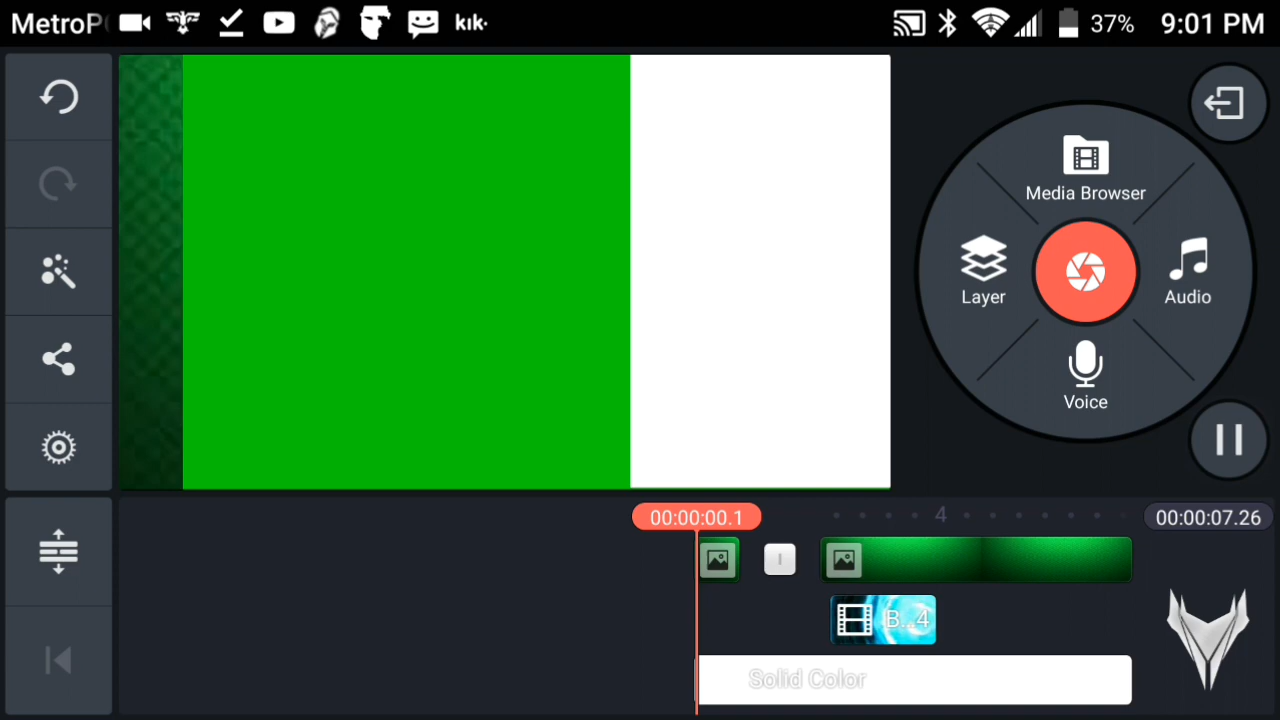 MetroP
kik·
37%
9:01 PM
Media Browser
Layer
Audio
Voice
00:00:00.1
4
00:00:07.26
B..4
Solid Color